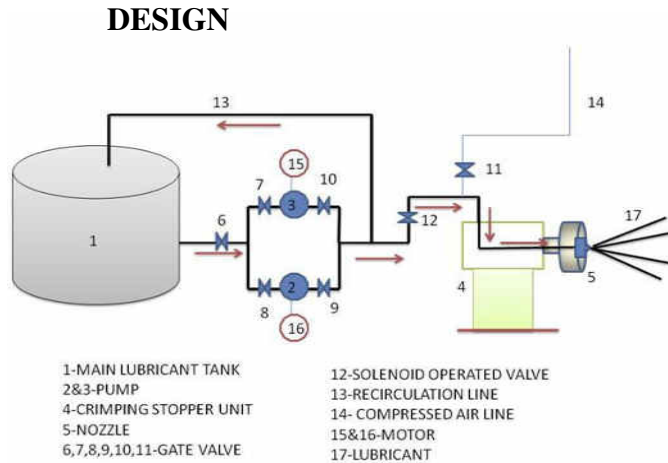 DESIGN
13
14
15
7
10
3
11
6
12
17
1
2
4
5
8
9
16
1-MAIN LUBRICANT TANK
2&3-PUMP
4-CRIMPING STOPPER UNIT
5-NOZZLE
6,7,8,9,10,11-GATE VALVE
12-SOLENOID OPERATED VALVE
13-RECIRCULATION LINE
14- COMPRESSED AIR LINE
15&16-MOTOR
17-LUBRICANT